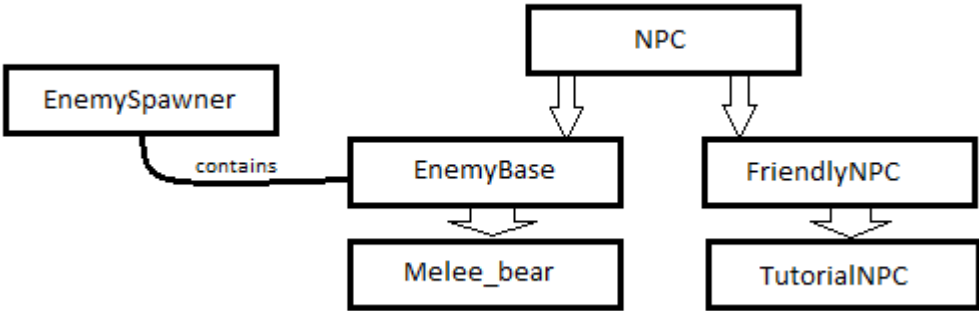 NPC
EnemySpawner
contains
EnemyBase
FriendlyNPC
Melee_bear
TutorialNPC